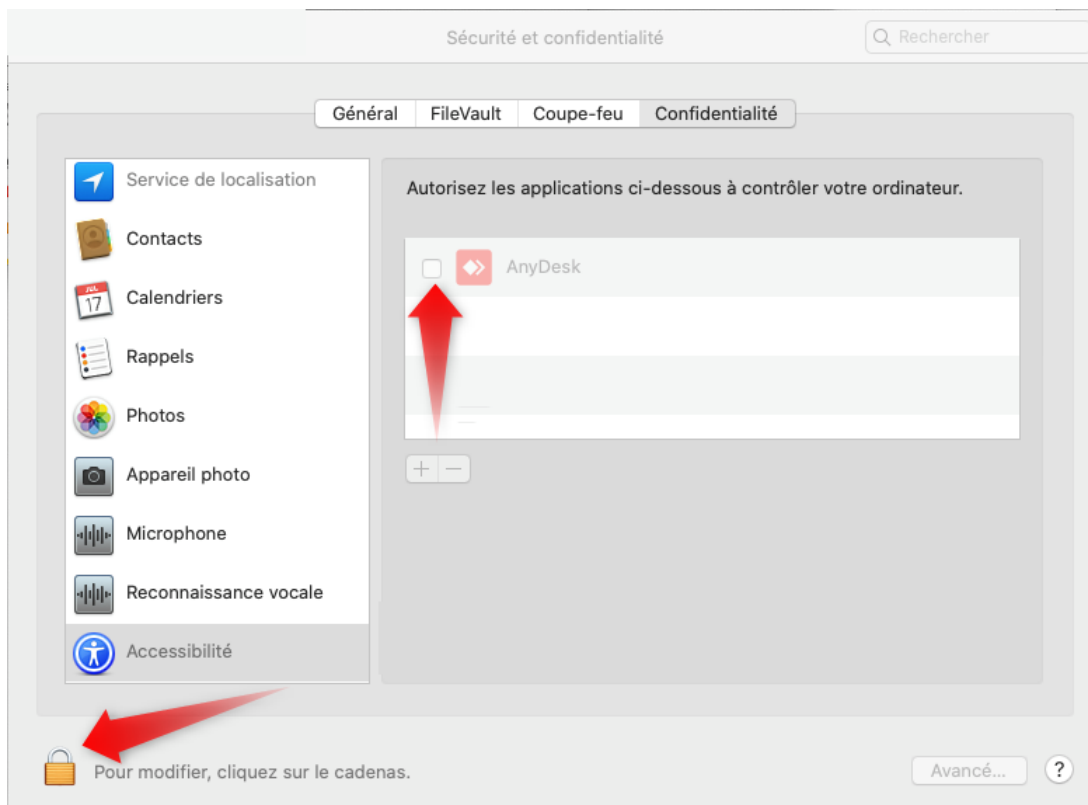 Sécurité et confidentialité
Rechercher
Général
FileVault
Coupe-feu
Confidentialité
Service de localisation
Contacts
Calendriers
Rappels
Photos
Appareil photo
Microphone
Reconnaissance vocale
Accessibilité
Autorisez les applications ci-dessous à contrôler votre ordinateur.
AnyDesk
JUL
17
+ −
Pour modifier, cliquez sur le cadenas.
Avancé...
?